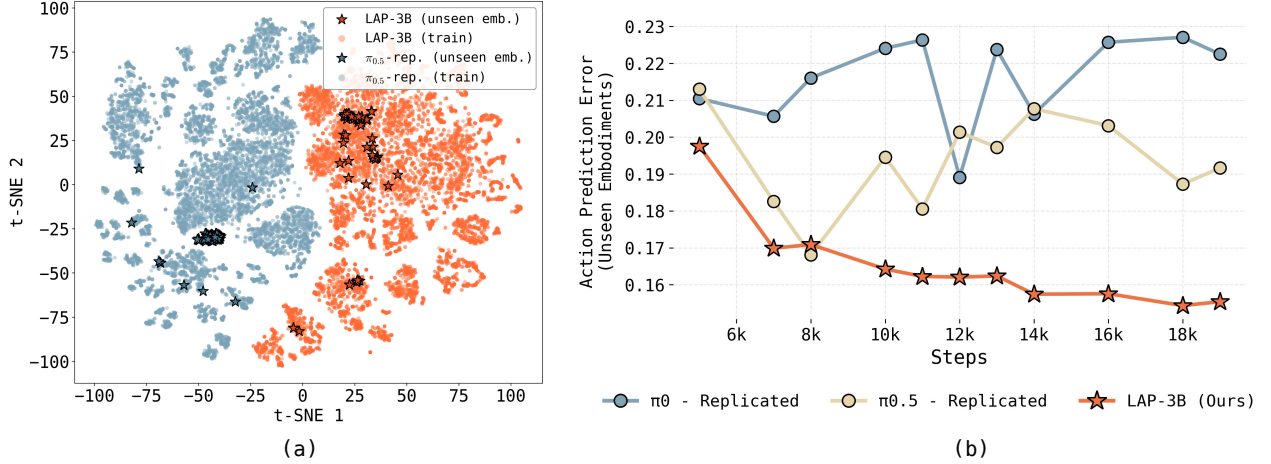 100
75
50
25
0
−25
−50
−75
−100
t-SNE 2
LAP-3B (unseen emb.)
LAP-3B (train)
π0.5-rep. (unseen emb.)
π0.5-rep. (train)
−100
−75
−50
−25
0
25
50
75
100
t-SNE 1
(a)
Action Prediction Error
(Unseen Embodiments)
0.23
0.22
0.21
0.20
0.19
0.18
0.17
0.16
6k
8k
10k
12k
14k
16k
18k
Steps
π0 - Replicated
π0.5 - Replicated
LAP-3B (Ours)
(b)